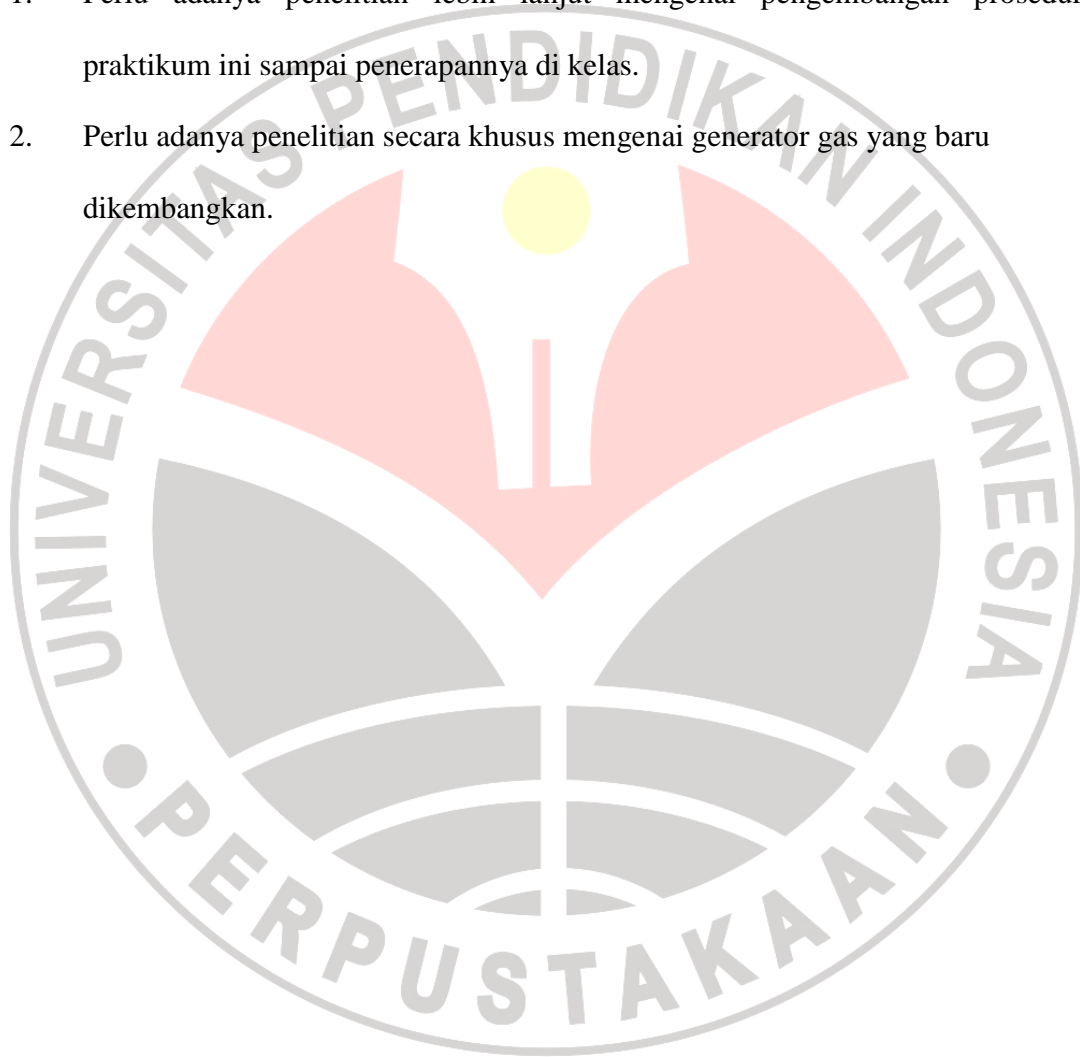 1. Perlu adanya penelitian lebih lanjut mengenai pengembangan prosedur
praktikum ini sampai penerapannya di kelas.
2. Perlu adanya penelitian secara khusus mengenai generator gas yang baru
dikembangkan.
UNIVERSITAS PENDIDIKAN INDONESIA
PERPUSTAKAAN